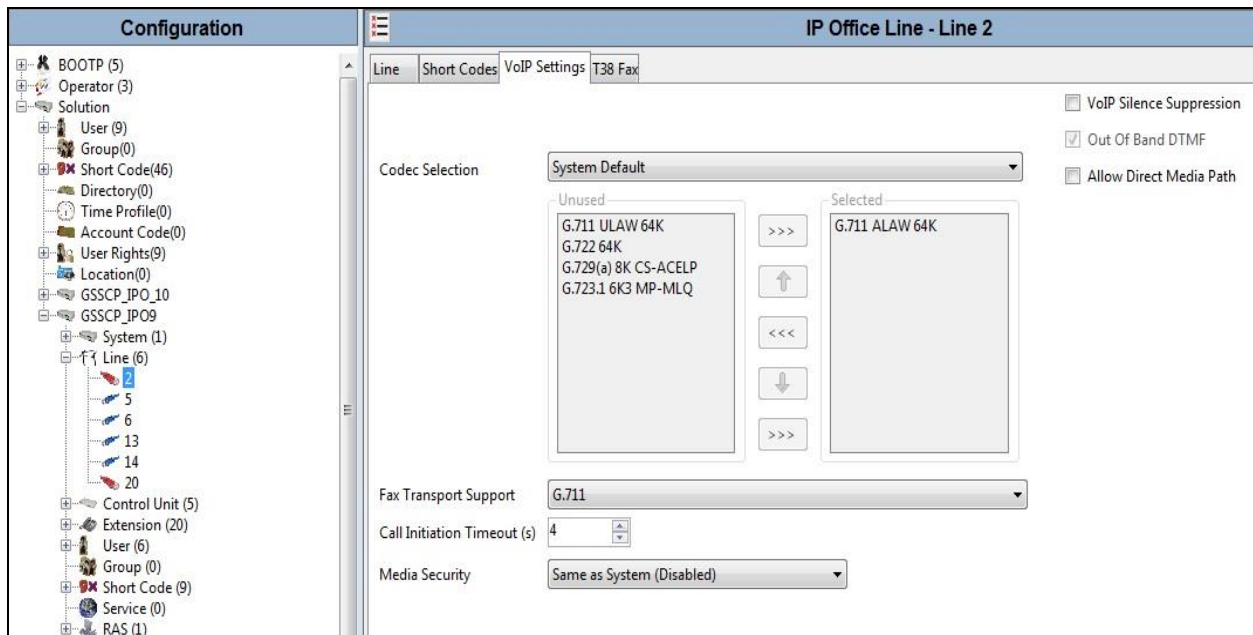 Configuration
BOOTP (5)
Operator (3)
Solution
User (9)
Group(0)
Short Code(46)
Directory(0)
Time Profile(0)
Account Code(0)
User Rights(9)
Location(0)
GSSCP_IPO_10
GSSCP_IPO9
System (1)
Line (6)
2
5
6
13
14
20
Control Unit (5)
Extension (20)
User (6)
Group (0)
Short Code (9)
Service (0)
RAS (1)
IP Office Line - Line 2
Line Short Codes VoIP Settings T38 Fax
VoIP Silence Suppression
Out Of Band DTMF
Allow Direct Media Path
Codec Selection System Default
Unused
G.711 ULAW 64K
G.722 64K
G.729(a) 8K CS-ACELP
G.723.1 6K3 MP-MLQ
>>>
<<<
>>>
Selected
G.711 ALAW 64K
Fax Transport Support G.711
Call Initiation Timeout (s) 4
Media Security Same as System (Disabled)